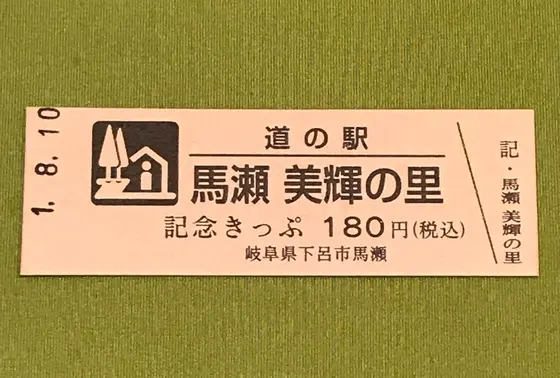 1. 8. 10
道の駅
馬瀬 美輝の里
記念きっぷ 180円(税込)
岐阜県下呂市馬瀬
記・馬瀬 美輝の里